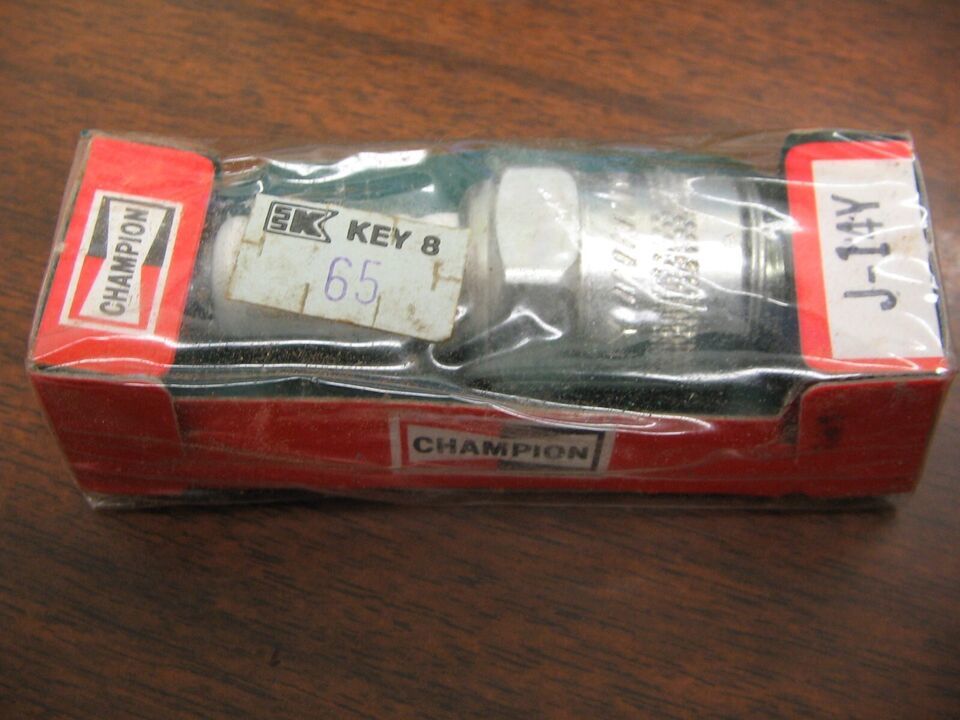 CHAMPION
K KEY 8
65
J-14Y
CHAMPION